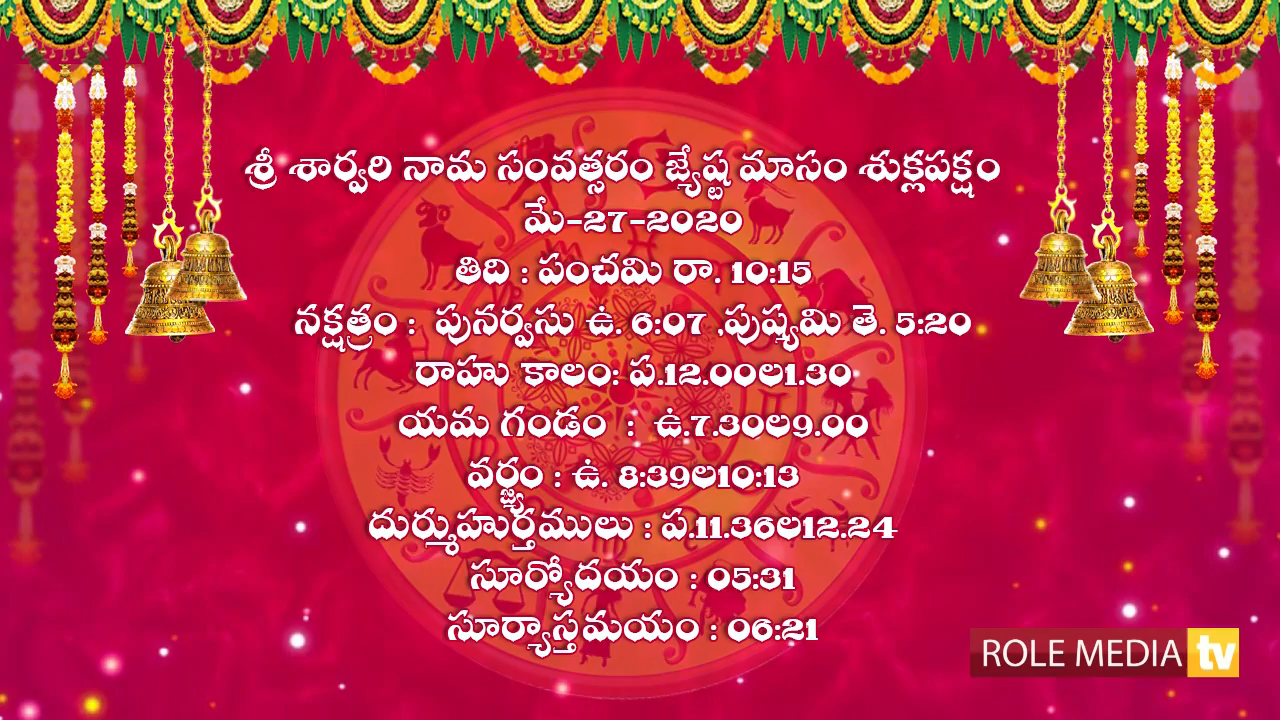 శ్రీ శార్వరి నామ సంవత్సరం జ్యేష్ట మాసం శుక్లపక్షం
మే-27-2020
తిది : పంచమి రా. 10:15
నక్షత్రం : పునర్వసు ఉ. 6:07 ,పుష్యమి తె. 5:20
రాహు కాలం: ప.12.00ల1.30
యమ గండం : ఉ.7.30ల9.00
వర్జ్యం : ఉ. 8:39ల10:13
దుర్ముహుర్తములు : ప.11.36ల12.24
సూర్యోదయం : 05:31
సూర్యాస్తమయం : 06:21
ROLE MEDIA tv